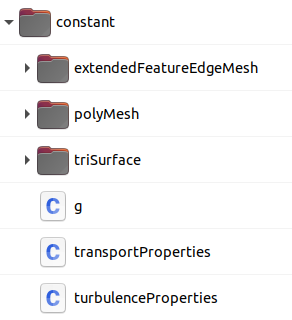 constant
extendedFeatureEdgeMesh
polyMesh
triSurface
C g
C transportProperties
C turbulenceProperties